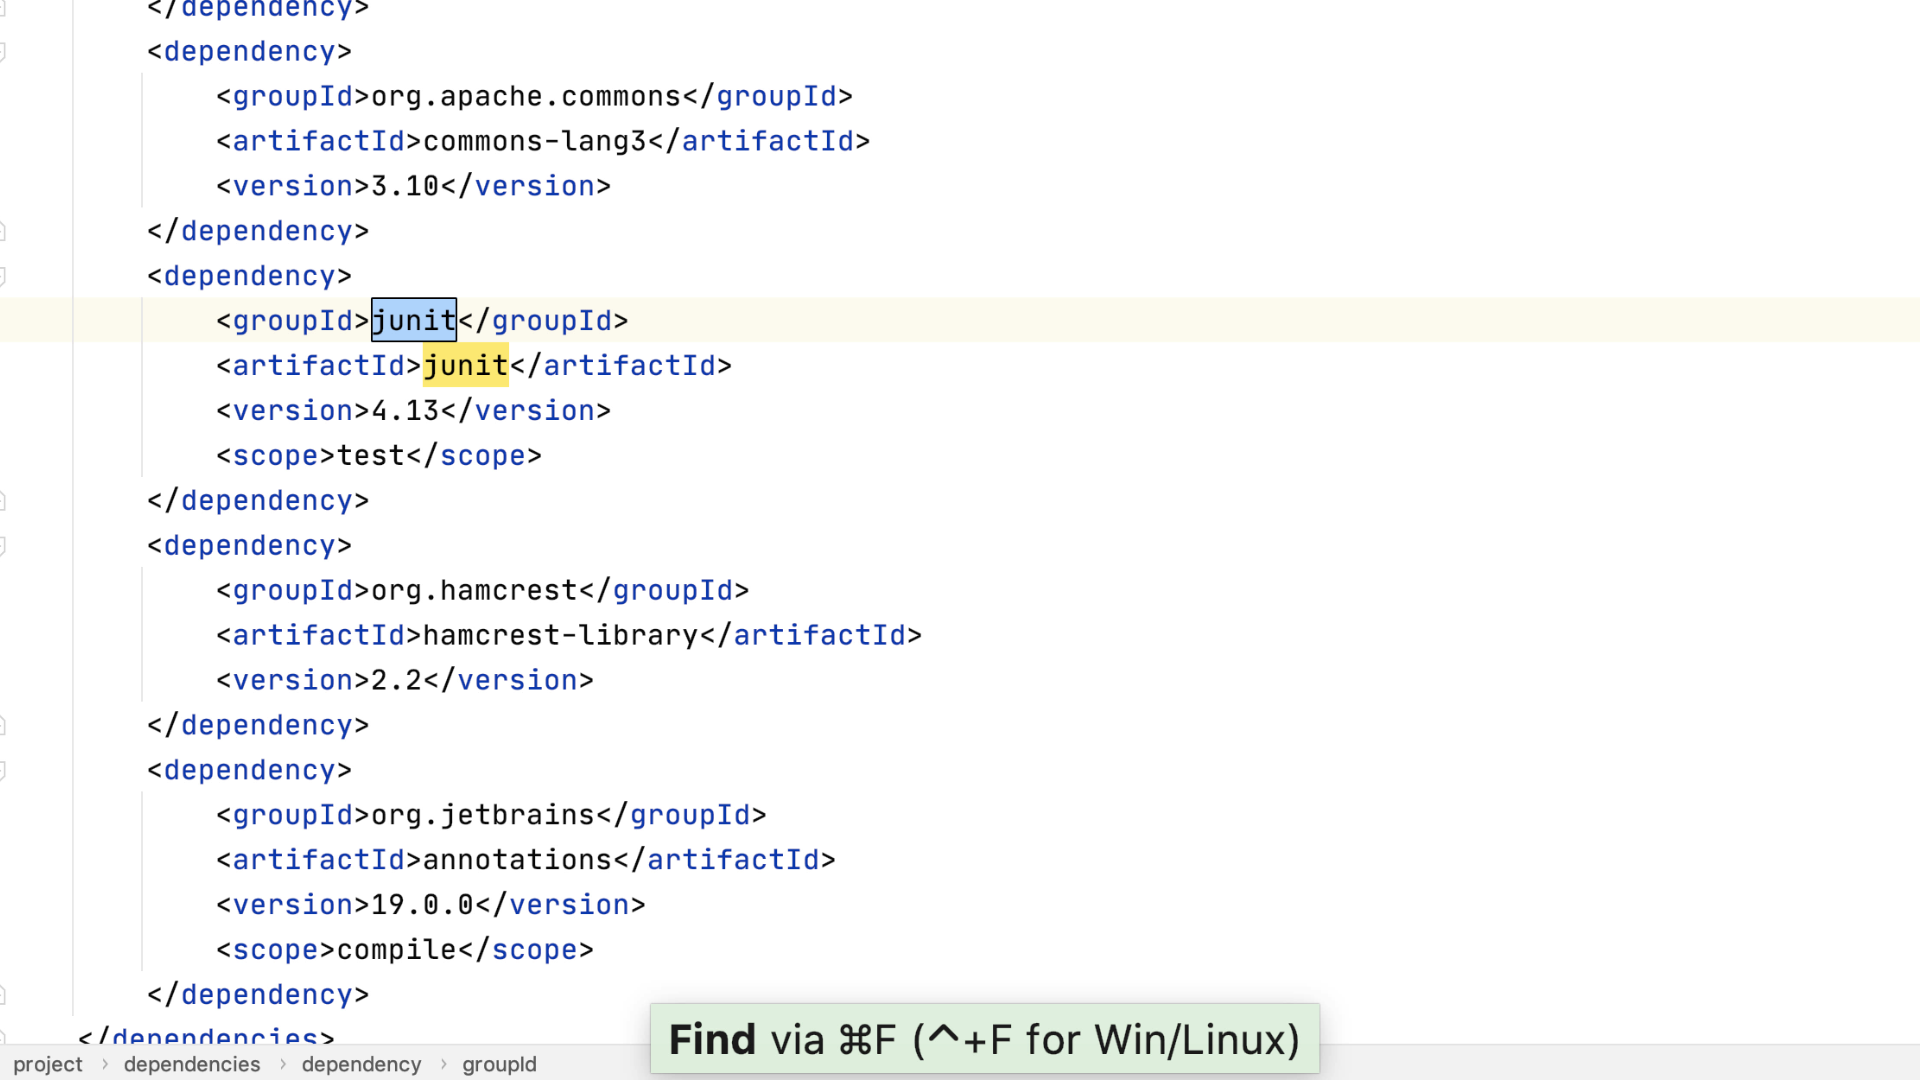 </dependency>
<dependency>
<groupId>org.apache.commons</groupId>
<artifactId>commons-lang3</artifactId>
<version>3.10</version>
</dependency>
<dependency>
<groupId>junit</groupId>
<artifactId>junit</artifactId>
<version>4.13</version>
<scope>test</scope>
</dependency>
<dependency>
<groupId>org.hamcrest</groupId>
<artifactId>hamcrest-library</artifactId>
<version>2.2</version>
</dependency>
<dependency>
<groupId>org.jetbrains</groupId>
<artifactId>annotations</artifactId>
<version>19.0.0</version>
<scope>compile</scope>
</dependency>
</dependencies>
Find via ⌘F (^+F for Win/Linux)
project › dependencies › dependency › groupId